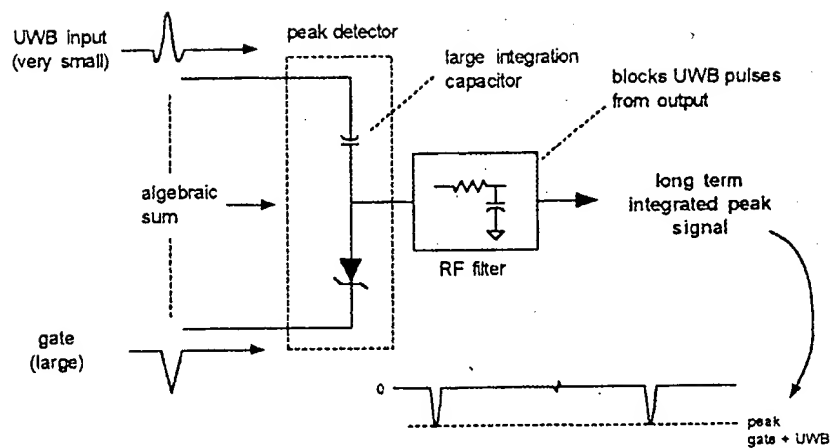 UWB input
(very small)
peak detector
large integration
capacitor
blocks UWB pulses
from output
algebraic
sum
long term
integrated peak
signal
RF filter
gate
(large)
0
peak
gate + UWB